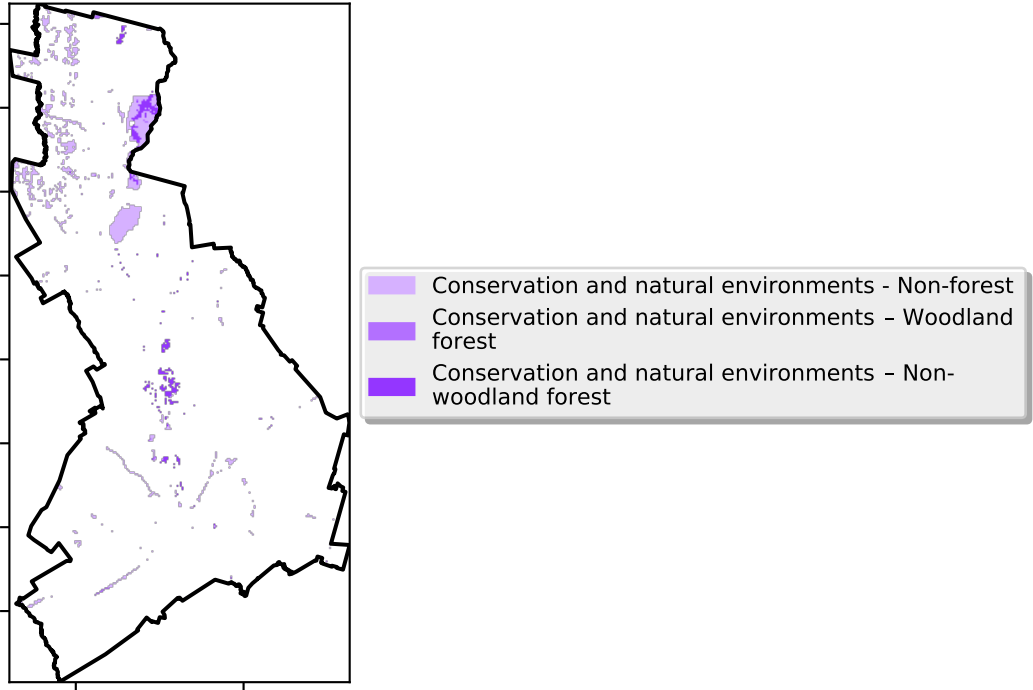 Conservation and natural environments - Non-forest
Conservation and natural environments – Woodland
forest
Conservation and natural environments – Non-
woodland forest